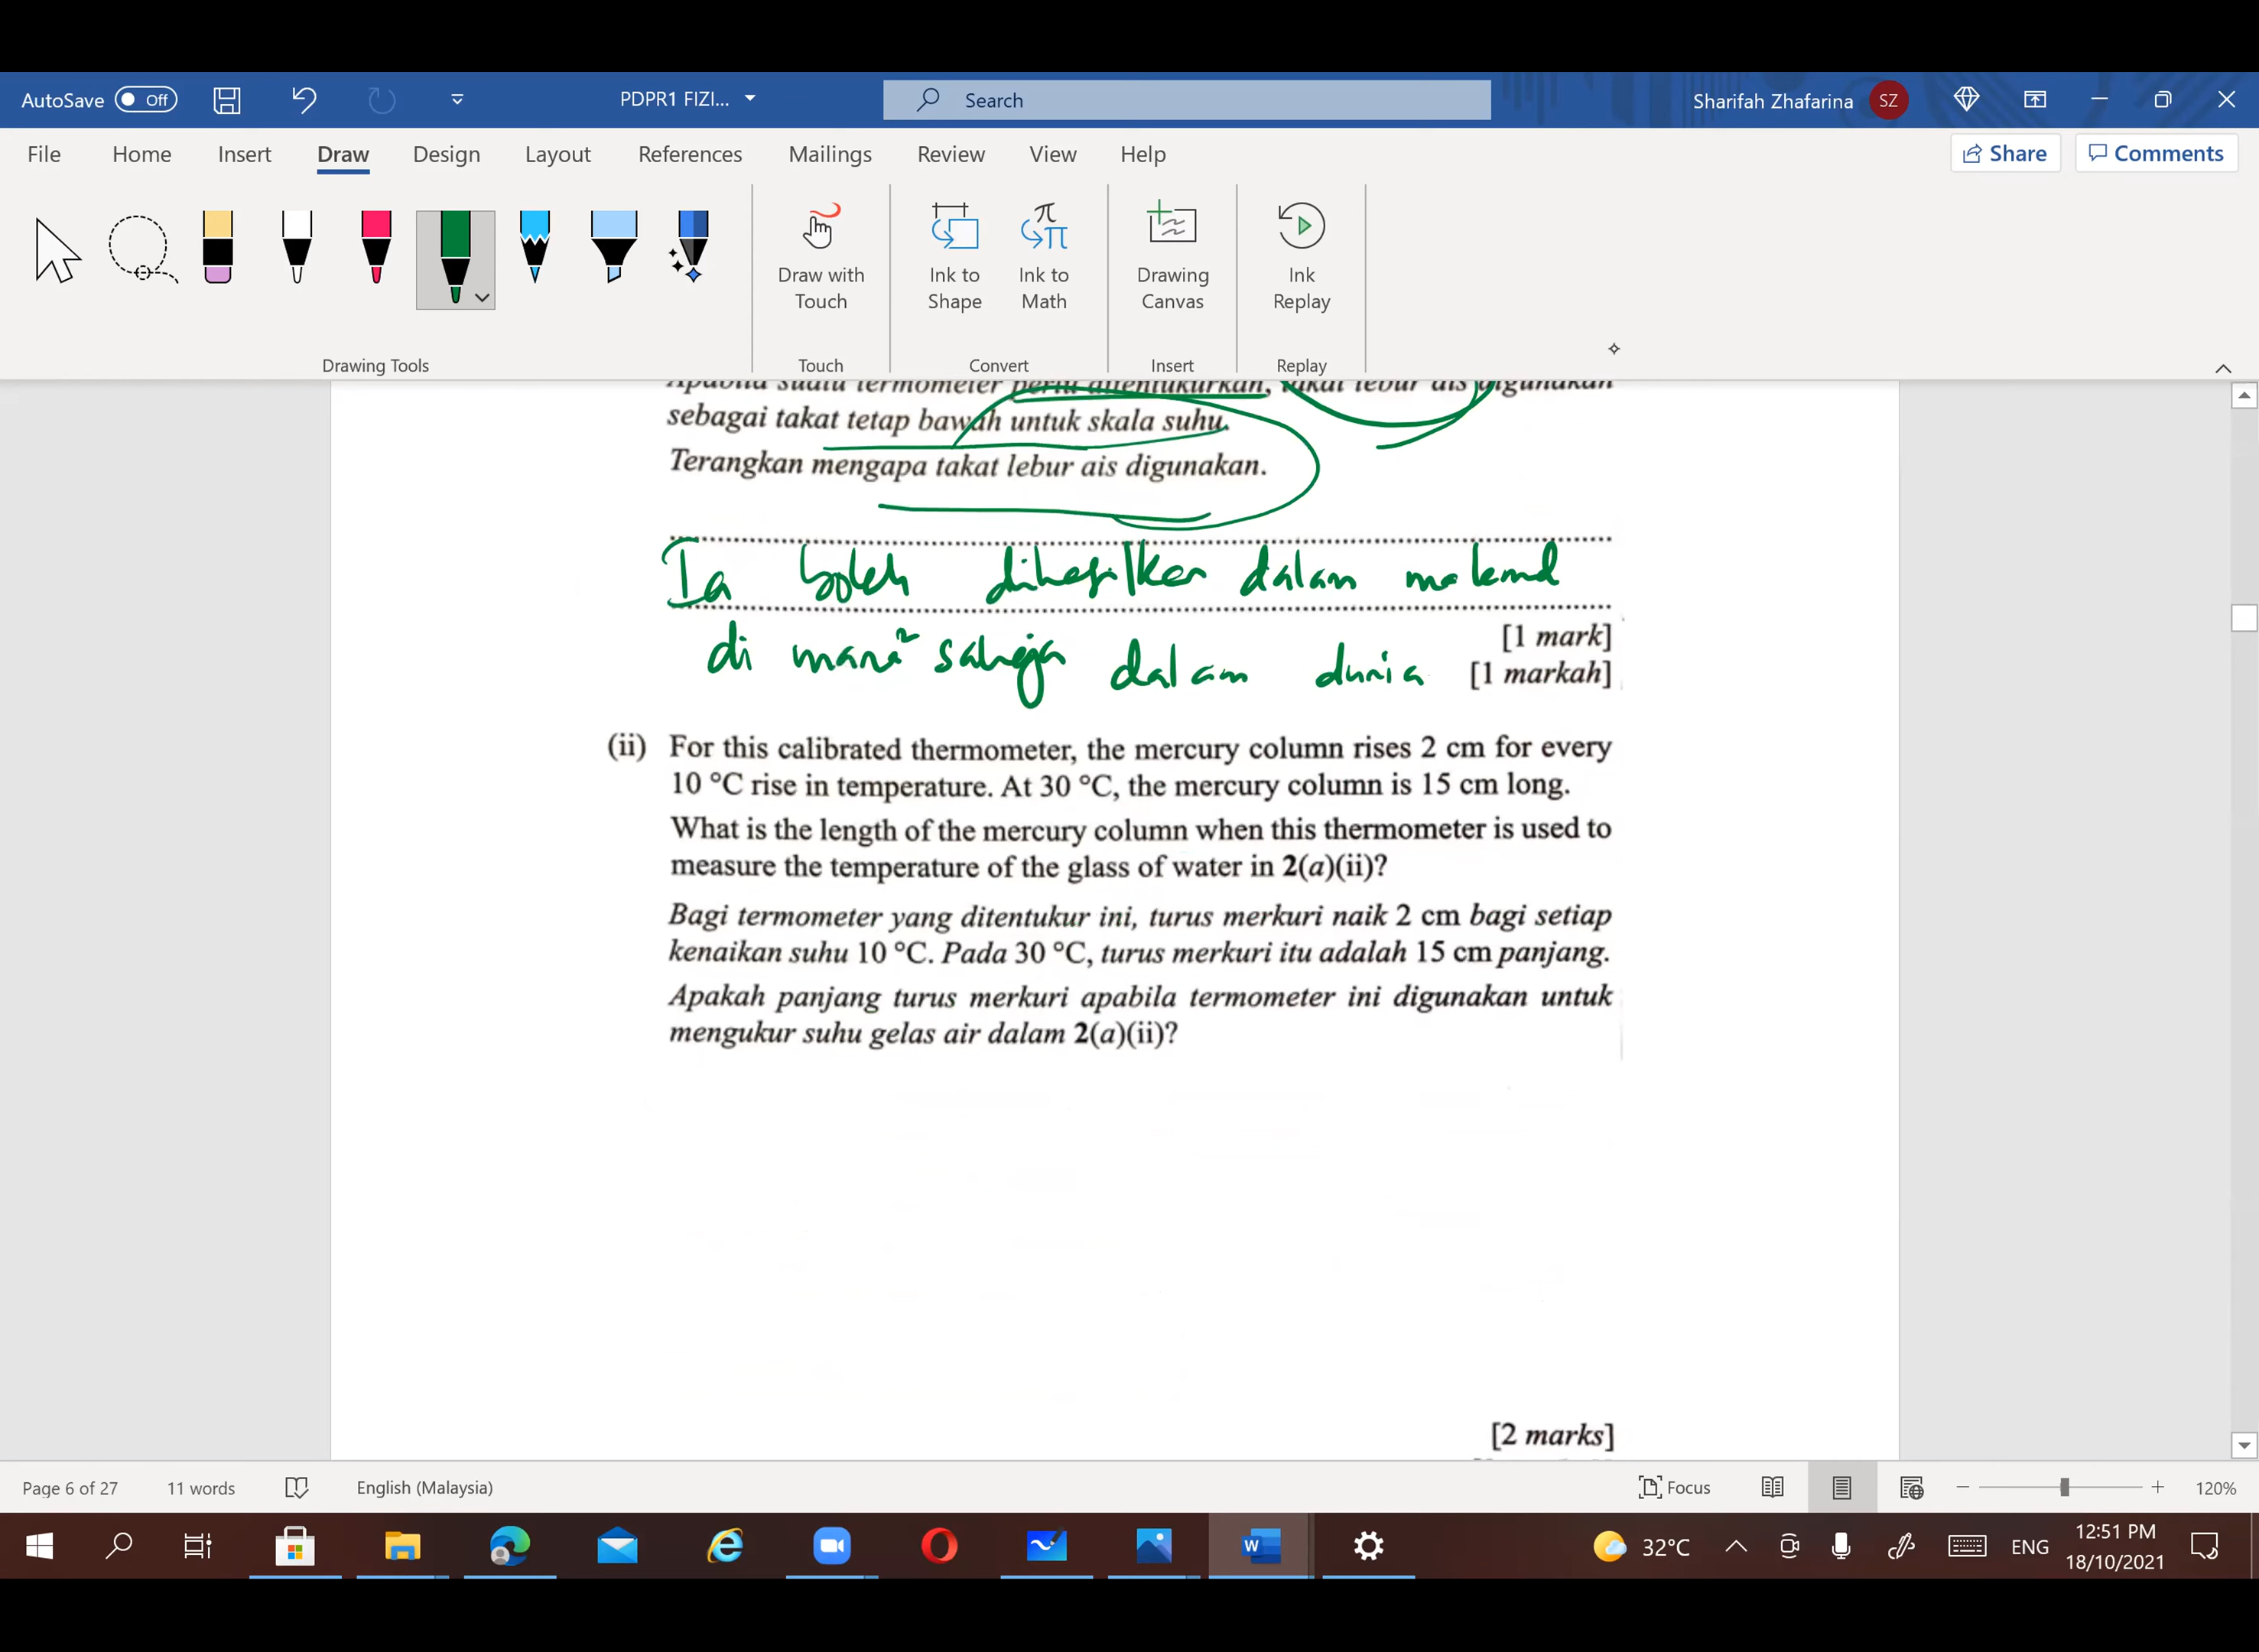 AutoSave Off PDPR1 FIZI... Search Sharifah Zhafarina SZ
File Home Insert Draw Design Layout References Mailings Review View Help Share Comments
Draw with Touch
Ink to Shape
Ink to Math
Drawing Canvas
Ink Replay
Drawing Tools Touch Convert Insert Replay
Apabila suatu termometer perlu ditentukurkan, takat lebur ais digunakan
sebagai takat tetap bawah untuk skala suhu.
Terangkan mengapa takat lebur ais digunakan.
Ia boleh dihasilkan dalam makmal
di mana² sahaja dalam dunia
[1 mark]
[1 markah]
(ii) For this calibrated thermometer, the mercury column rises 2 cm for every
10 °C rise in temperature. At 30 °C, the mercury column is 15 cm long.
What is the length of the mercury column when this thermometer is used to
measure the temperature of the glass of water in 2(a)(ii)?
Bagi termometer yang ditentukur ini, turus merkuri naik 2 cm bagi setiap
kenaikan suhu 10 °C. Pada 30 °C, turus merkuri itu adalah 15 cm panjang.
Apakah panjang turus merkuri apabila termometer ini digunakan untuk
mengukur suhu gelas air dalam 2(a)(ii)?
[2 marks]
Page 6 of 27 11 words English (Malaysia) Focus 120%
32°C ENG 12:51 PM
18/10/2021